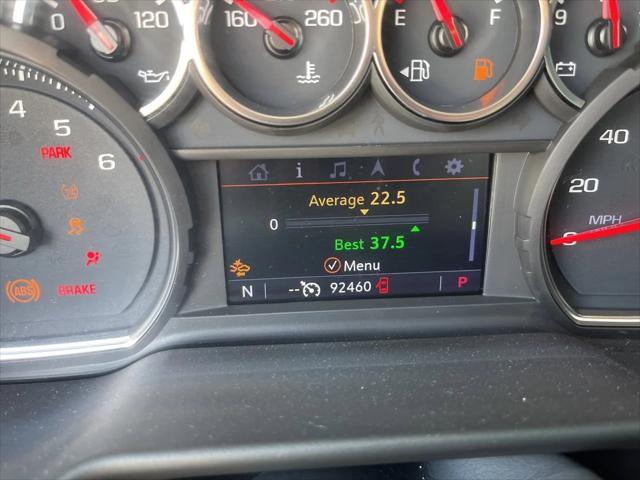 0 120
160 260
E F
9
4
5
6
PARK
ABS
BRAKE
i
Average 22.5
0
Best 37.5
Menu
N -- 92460 P
40
20
MPH